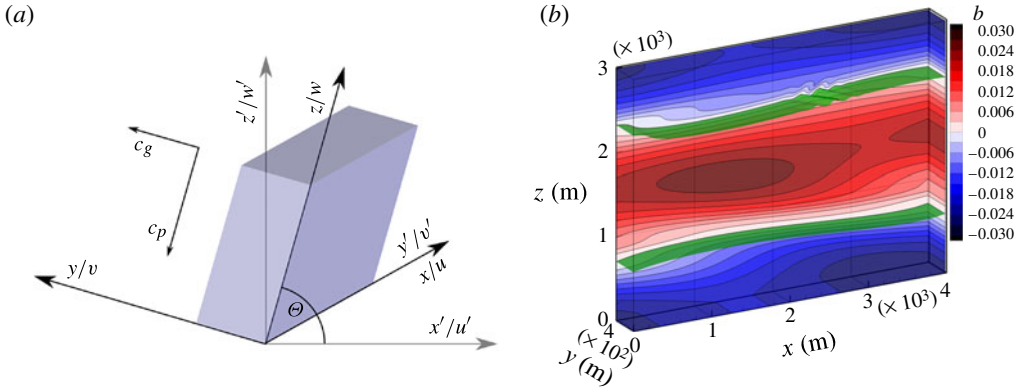 (a)
z′/w′
z/w
c_g
c_p
y/v
y′/v′
x/u
Θ
x′/u′
(b)
(× 10³)
3
2
z (m)
1
0
4
0
1
2
3
4
(× 10²)
y (m)
x (m)
(× 10³)
b
0.030
0.024
0.018
0.012
0.006
0
−0.006
−0.012
−0.018
−0.024
−0.030